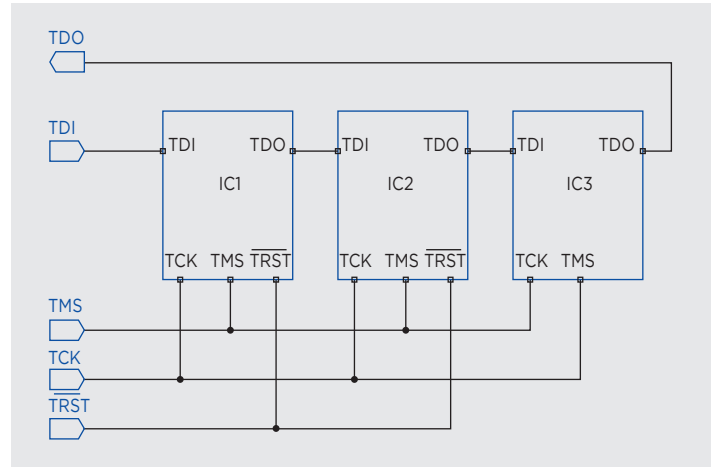 TDO
TDI
TDI TDO TDI TDO TDI TDO
IC1 IC2 IC3
TCK TMS TRST TCK TMS TRST TCK TMS
TMS
TCK
TRST